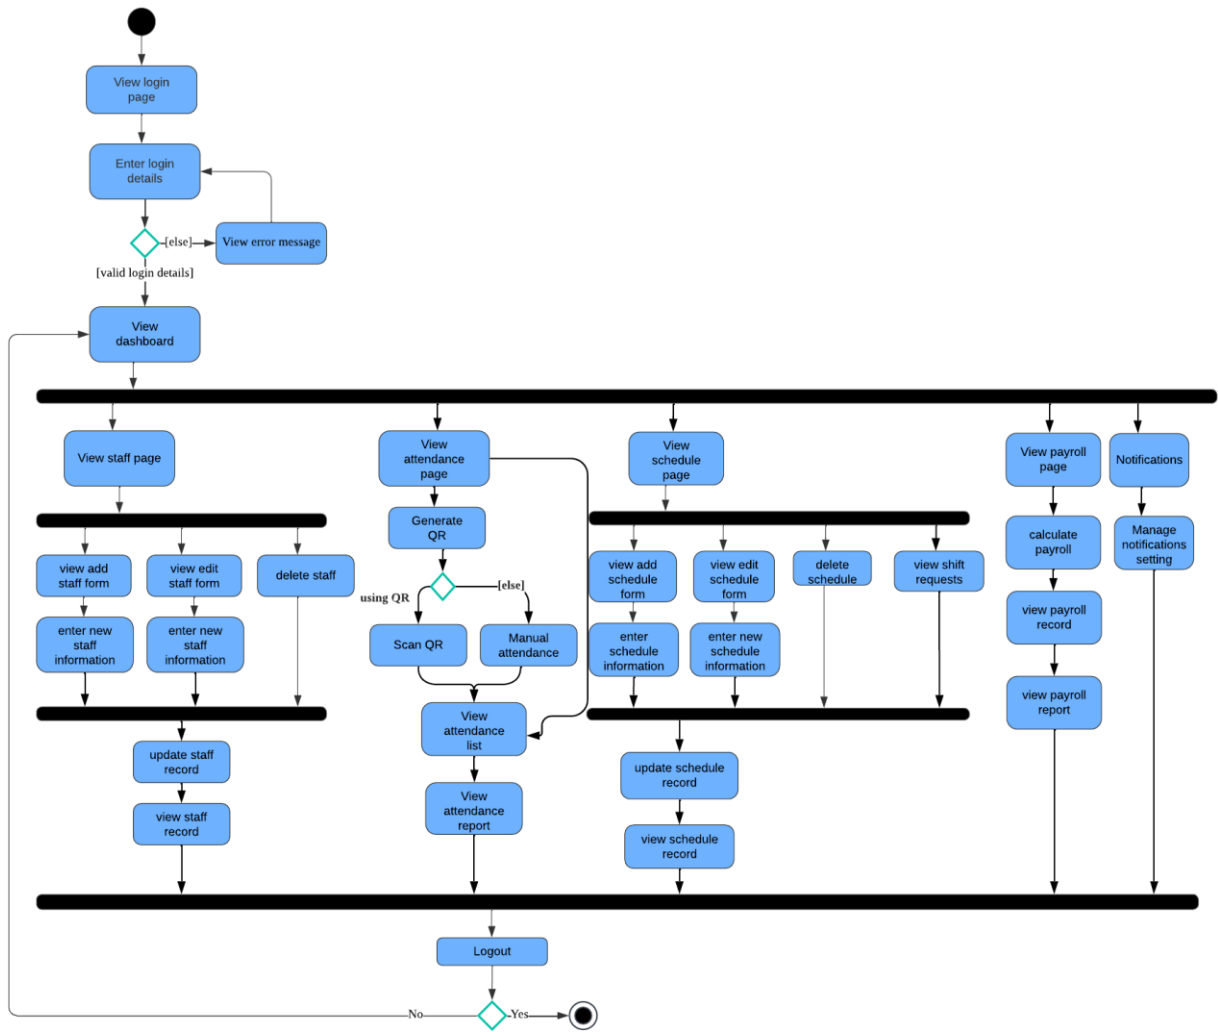 View login
page
Enter login
details
[else]
View error message
[valid login details]
View
dashboard
View staff page
View
attendance
page
View
schedule
page
View payroll
page
Notifications
Generate
QR
calculate
payroll
Manage
notifications
setting
view add
staff form
view edit
staff form
delete staff
using QR
[else]
view add
schedule
form
view edit
schedule
form
delete
schedule
view shift
requests
view payroll
record
enter new
staff
information
enter new
staff
information
Scan QR
Manual
attendance
enter
schedule
information
enter new
schedule
information
view payroll
report
View
attendance
list
update staff
record
update schedule
record
view staff
record
View
attendance
report
view schedule
record
Logout
No
Yes